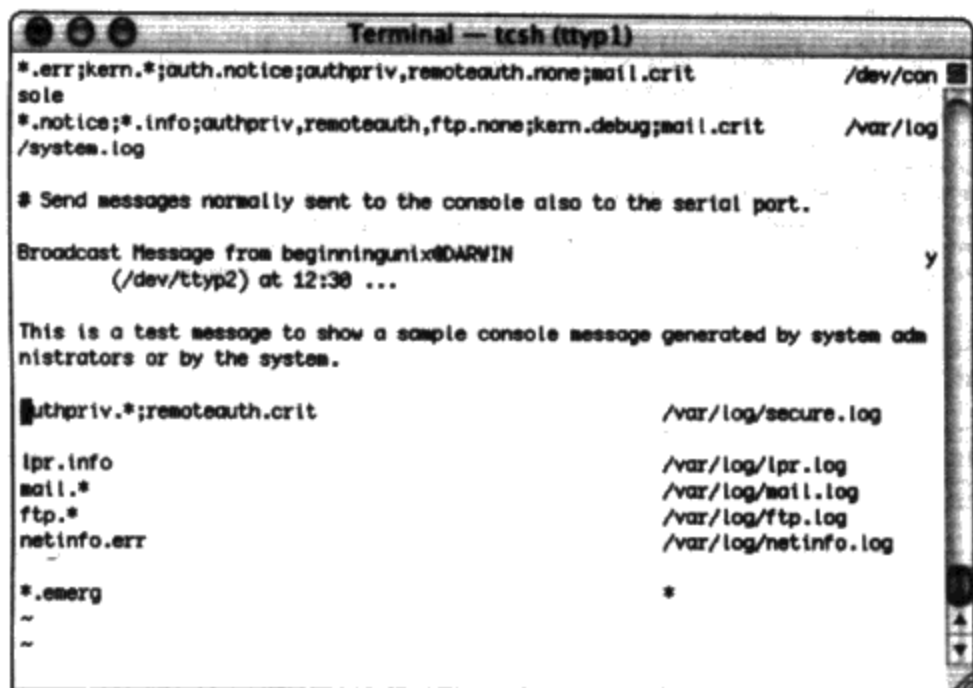 Terminal — tcsh (ttyp1)
*.err;kern.*;auth.notice;authpriv,remoteauth.none;mail.crit /dev/con
sole
*.notice;*.info;authpriv,remoteauth,ftp.none;kern.debug;mail.crit /var/log
/system.log
# Send messages normally sent to the console also to the serial port.
Broadcast Message from beginningunix@DARWIN y
(/dev/ttyp2) at 12:30 ...
This is a test message to show a sample console message generated by system adm
nistrators or by the system.
uthpriv.*;remoteauth.crit /var/log/secure.log
lpr.info /var/log/lpr.log
mail.* /var/log/mail.log
ftp.* /var/log/ftp.log
netinfo.err /var/log/netinfo.log
*.emerg *
~
~